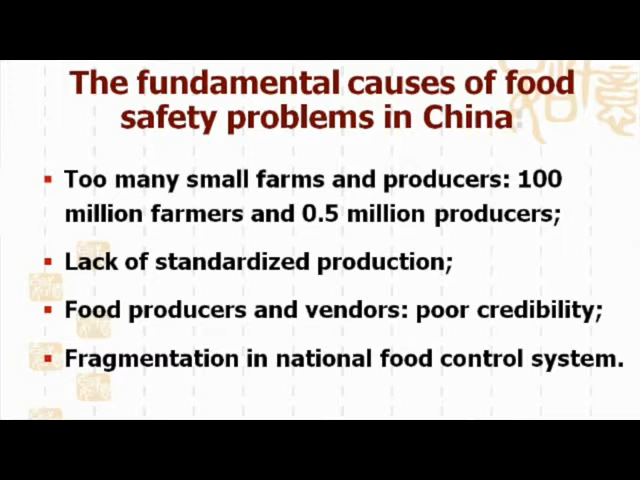 The fundamental causes of food
safety problems in China
Too many small farms and producers: 100
million farmers and 0.5 million producers;
Lack of standardized production;
Food producers and vendors: poor credibility;
Fragmentation in national food control system.